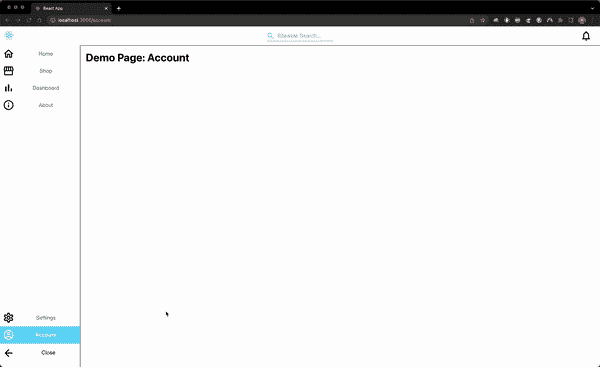 React App
localhost:3000/account
Sitewide Search...
Home
Demo Page: Account
Shop
Dashboard
About
Settings
Account
Close